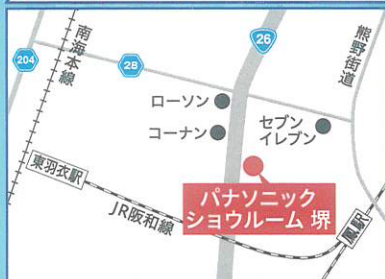 26
南海本線
熊野街道
204
28
ローソン
コーナン
セブン
イレブン
東羽衣駅
パナソニック
ショウルーム 堺
JR阪和線
鳳駅